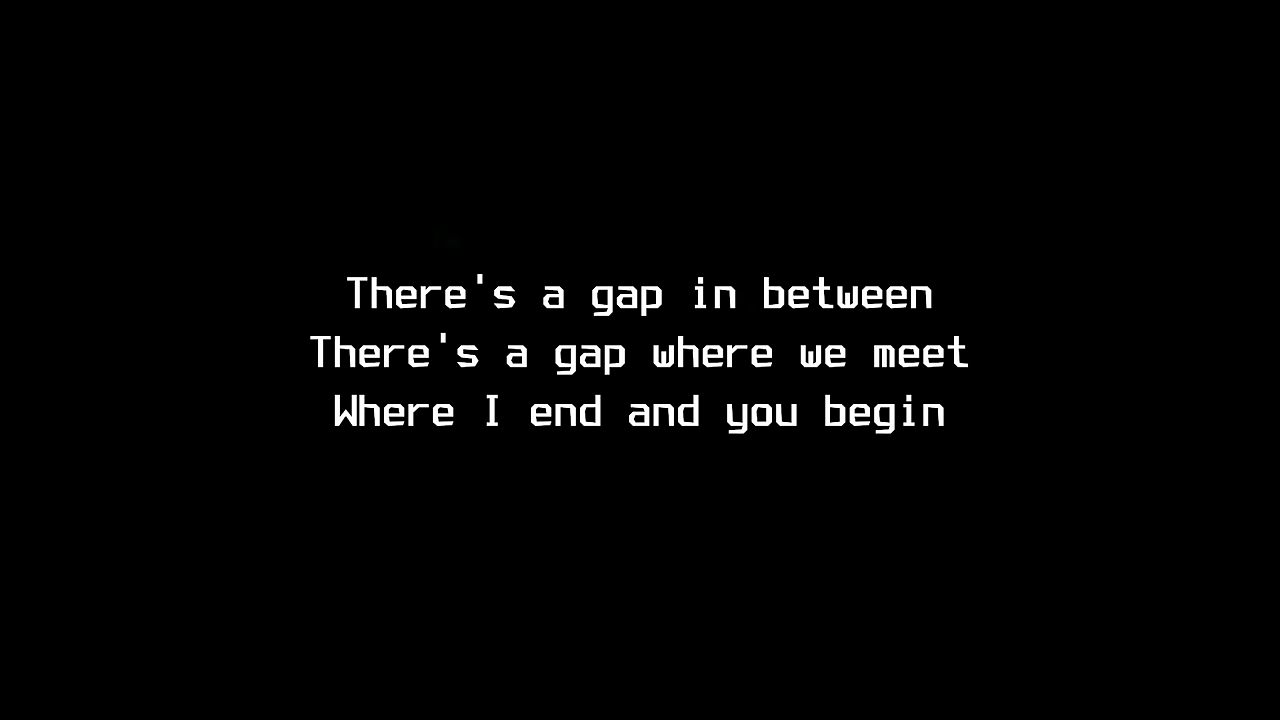 There's a gap in between
There's a gap where we meet
Where I end and you begin